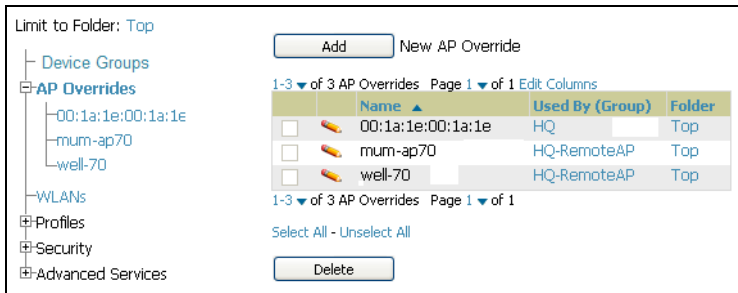 Limit to Folder: Top
Device Groups
AP Overrides
00:1a:1e:00:1a:1e
mum-ap70
well-70
WLANs
Profiles
Security
Advanced Services
Add New AP Override
1-3 of 3 AP Overrides Page 1 of 1 Edit Columns
Name Used By (Group) Folder
00:1a:1e:00:1a:1e HQ Top
mum-ap70 HQ-RemoteAP Top
well-70 HQ-RemoteAP Top
1-3 of 3 AP Overrides Page 1 of 1
Select All - Unselect All
Delete